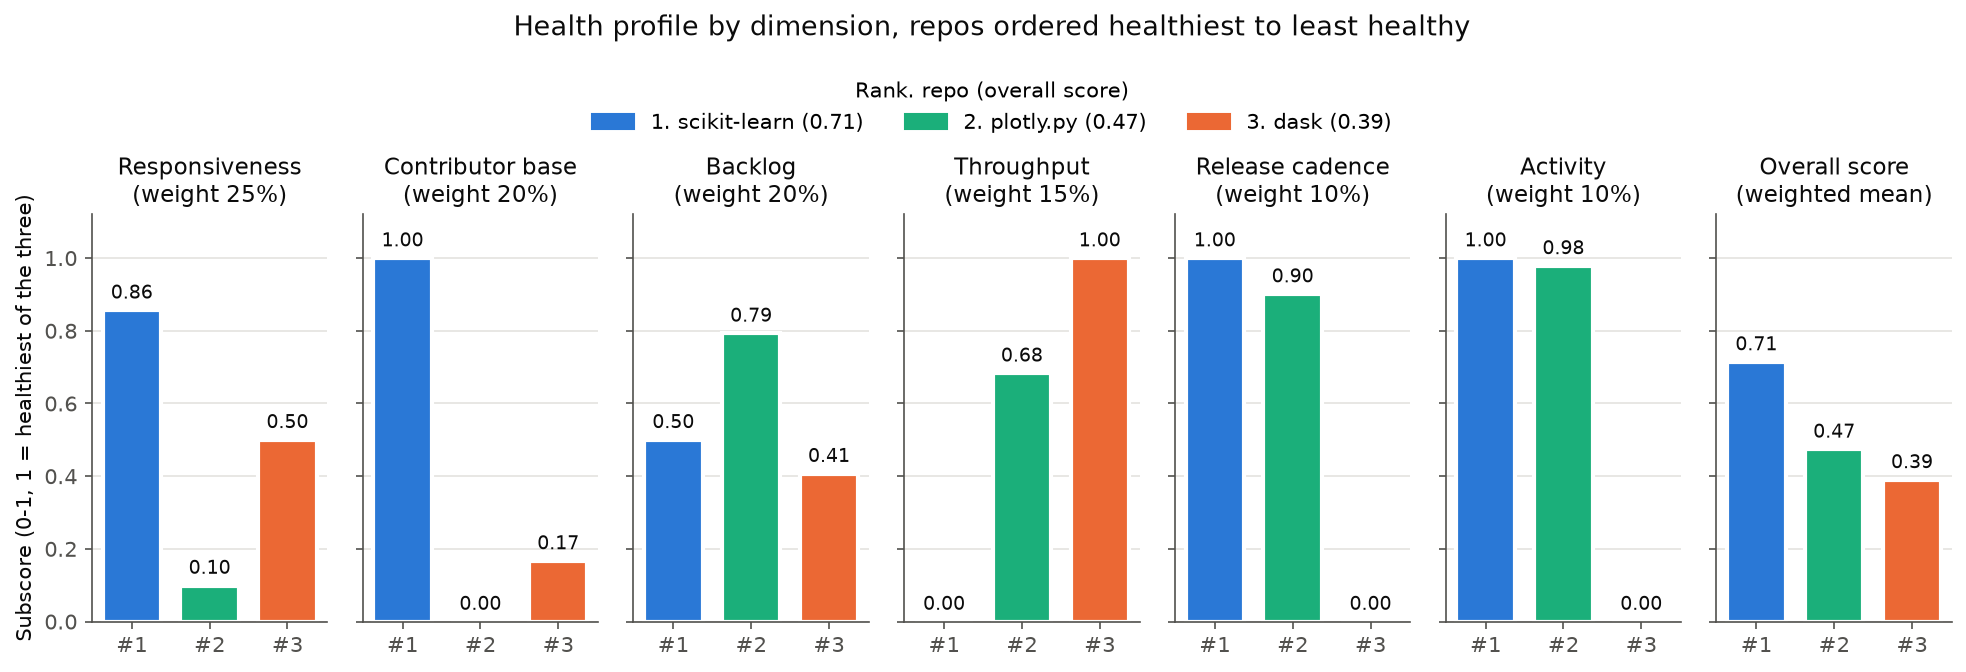 Health profile by dimension, repos ordered healthiest to least healthy
Rank. repo (overall score)
1. scikit-learn (0.71) 2. plotly.py (0.47) 3. dask (0.39)
Subscore (0-1, 1 = healthiest of the three)
0.0
0.2
0.4
0.6
0.8
1.0
Responsiveness
(weight 25%)
0.86
0.10
0.50
#1 #2 #3
Contributor base
(weight 20%)
1.00
0.00
0.17
#1 #2 #3
Backlog
(weight 20%)
0.50
0.79
0.41
#1 #2 #3
Throughput
(weight 15%)
0.00
0.68
1.00
#1 #2 #3
Release cadence
(weight 10%)
1.00
0.90
0.00
#1 #2 #3
Activity
(weight 10%)
1.00
0.98
0.00
#1 #2 #3
Overall score
(weighted mean)
0.71
0.47
0.39
#1 #2 #3